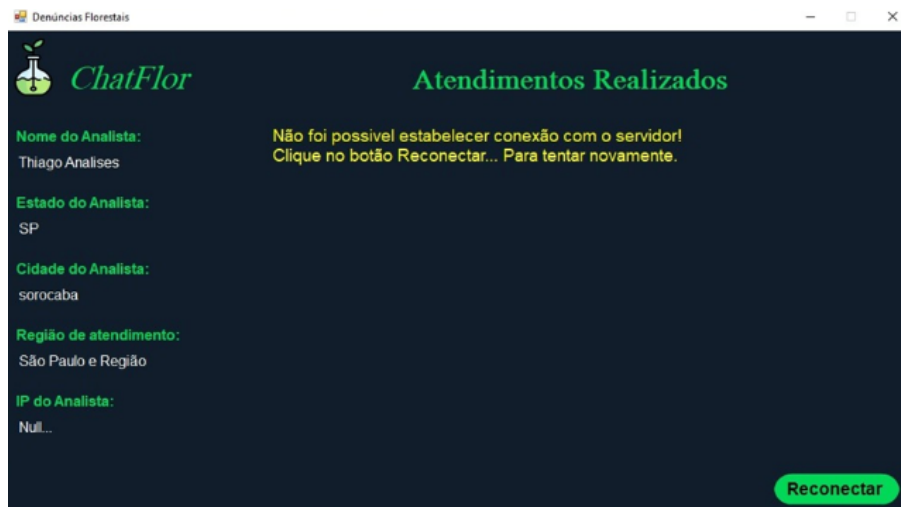 Denúncias Florestais
ChatFlor
Atendimentos Realizados
Nome do Analista:
Thiago Analises
Estado do Analista:
SP
Cidade do Analista:
sorocaba
Região de atendimento:
São Paulo e Região
IP do Analista:
Null...
Não foi possivel estabelecer conexão com o servidor!
Clique no botão Reconectar... Para tentar novamente.
Reconectar